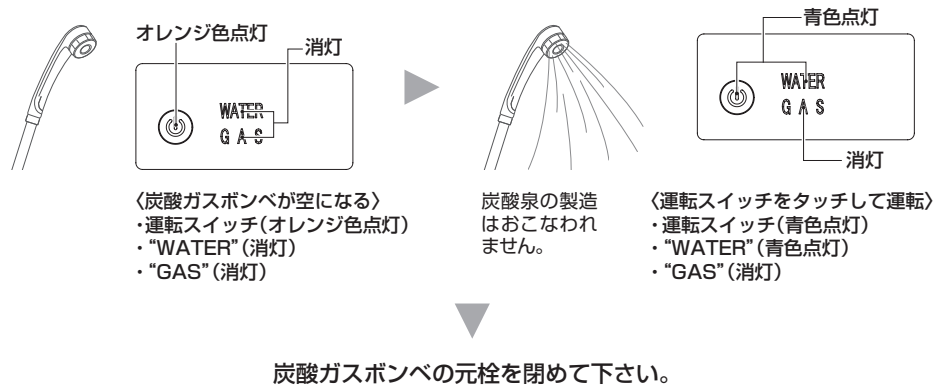 オレンジ色点灯
消灯
WATER
GAS
〈炭酸ガスボンベが空になる〉
・運転スイッチ（オレンジ色点灯）
・“WATER”（消灯）
・“GAS”（消灯）
炭酸泉の製造
はおこなわれ
ません。
青色点灯
WATER
GAS
消灯
〈運転スイッチをタッチして運転〉
・運転スイッチ（青色点灯）
・“WATER”（青色点灯）
・“GAS”（消灯）
炭酸ガスボンベの元栓を閉めて下さい。